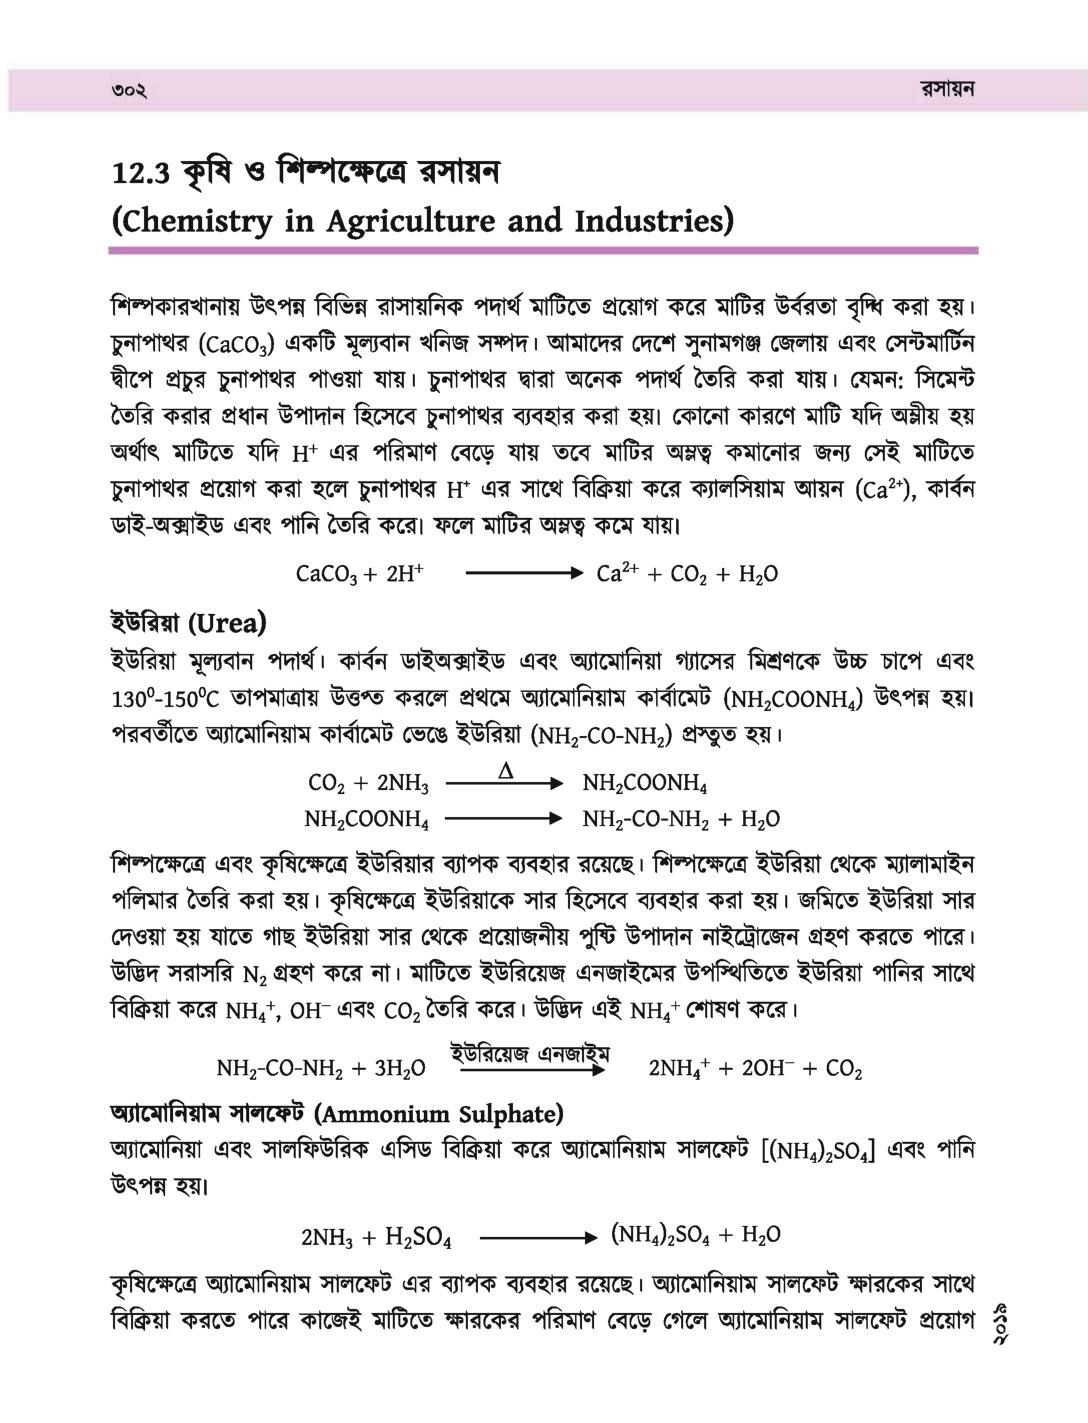 ৩০২ রসায়ন
12.3 কৃষি ও শিল্পক্ষেত্রে রসায়ন
(Chemistry in Agriculture and Industries)
শিল্পকারখানায় উৎপন্ন বিভিন্ন রাসায়নিক পদার্থ মাটিতে প্রয়োগ করে মাটির উর্বরতা বৃদ্ধি করা হয়।
চুনাপাথর (CaCO₃) একটি মূল্যবান খনিজ সম্পদ। আমাদের দেশে সুনামগঞ্জ জেলায় এবং সেন্টমার্টিন
দ্বীপে প্রচুর চুনাপাথর পাওয়া যায়। চুনাপাথর দ্বারা অনেক পদার্থ তৈরি করা যায়। যেমন: সিমেন্ট
তৈরি করার প্রধান উপাদান হিসেবে চুনাপাথর ব্যবহার করা হয়। কোনো কারণে মাটি যদি অম্লীয় হয়
অর্থাৎ মাটিতে যদি H⁺ এর পরিমাণ বেড়ে যায় তবে মাটির অম্লত্ব কমানোর জন্য সেই মাটিতে
চুনাপাথর প্রয়োগ করা হলে চুনাপাথর H⁺ এর সাথে বিক্রিয়া করে ক্যালসিয়াম আয়ন (Ca²⁺), কার্বন
ডাই-অক্সাইড এবং পানি তৈরি করে। ফলে মাটির অম্লত্ব কমে যায়।
CaCO₃ + 2H⁺ ⟶ Ca²⁺ + CO₂ + H₂O
ইউরিয়া (Urea)
ইউরিয়া মূল্যবান পদার্থ। কার্বন ডাইঅক্সাইড এবং অ্যামোনিয়া গ্যাসের মিশ্রণকে উচ্চ চাপে এবং
130⁰-150⁰C তাপমাত্রায় উত্তপ্ত করলে প্রথমে অ্যামোনিয়াম কার্বামেট (NH₂COONH₄) উৎপন্ন হয়।
পরবর্তীতে অ্যামোনিয়াম কার্বামেট ভেঙে ইউরিয়া (NH₂-CO-NH₂) প্রস্তুত হয়।
Δ
CO₂ + 2NH₃ ⟶ NH₂COONH₄
NH₂COONH₄ ⟶ NH₂-CO-NH₂ + H₂O
শিল্পক্ষেত্রে এবং কৃষিক্ষেত্রে ইউরিয়ার ব্যাপক ব্যবহার রয়েছে। শিল্পক্ষেত্রে ইউরিয়া থেকে ম্যালামাইন
পলিমার তৈরি করা হয়। কৃষিক্ষেত্রে ইউরিয়াকে সার হিসেবে ব্যবহার করা হয়। জমিতে ইউরিয়া সার
দেওয়া হয় যাতে গাছ ইউরিয়া সার থেকে প্রয়োজনীয় পুষ্টি উপাদান নাইট্রোজেন গ্রহণ করতে পারে।
উদ্ভিদ সরাসরি N₂ গ্রহণ করে না। মাটিতে ইউরিয়েজ এনজাইমের উপস্থিতিতে ইউরিয়া পানির সাথে
বিক্রিয়া করে NH₄⁺, OH⁻ এবং CO₂ তৈরি করে। উদ্ভিদ এই NH₄⁺ শোষণ করে।
ইউরিয়েজ এনজাইম
NH₂-CO-NH₂ + 3H₂O ⟶ 2NH₄⁺ + 2OH⁻ + CO₂
অ্যামোনিয়াম সালফেট (Ammonium Sulphate)
অ্যামোনিয়া এবং সালফিউরিক এসিড বিক্রিয়া করে অ্যামোনিয়াম সালফেট [(NH₄)₂SO₄] এবং পানি
উৎপন্ন হয়।
2NH₃ + H₂SO₄ ⟶ (NH₄)₂SO₄ + H₂O
কৃষিক্ষেত্রে অ্যামোনিয়াম সালফেট এর ব্যাপক ব্যবহার রয়েছে। অ্যামোনিয়াম সালফেট ক্ষারকের সাথে
বিক্রিয়া করতে পারে কাজেই মাটিতে ক্ষারকের পরিমাণ বেড়ে গেলে অ্যামোনিয়াম সালফেট প্রয়োগ
২০১৯